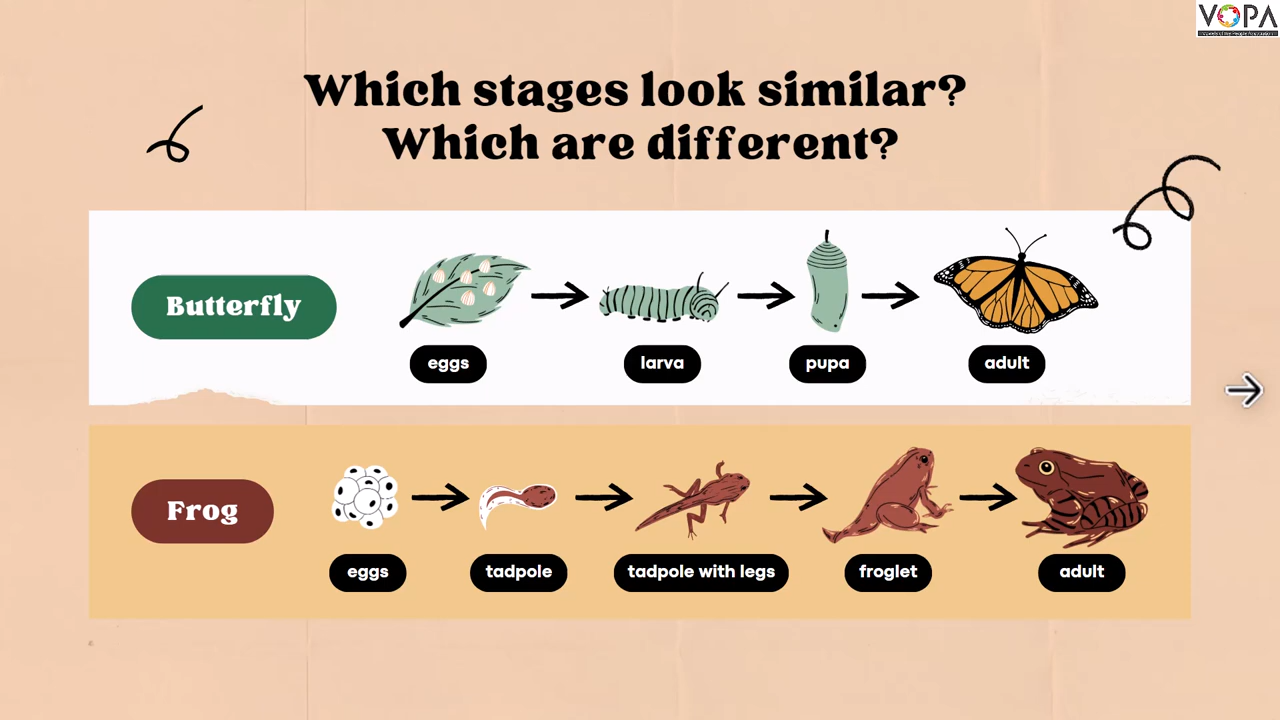 VOPA
Which stages look similar?
Which are different?
Butterfly
eggs
larva
pupa
adult
Frog
eggs
tadpole
tadpole with legs
froglet
adult